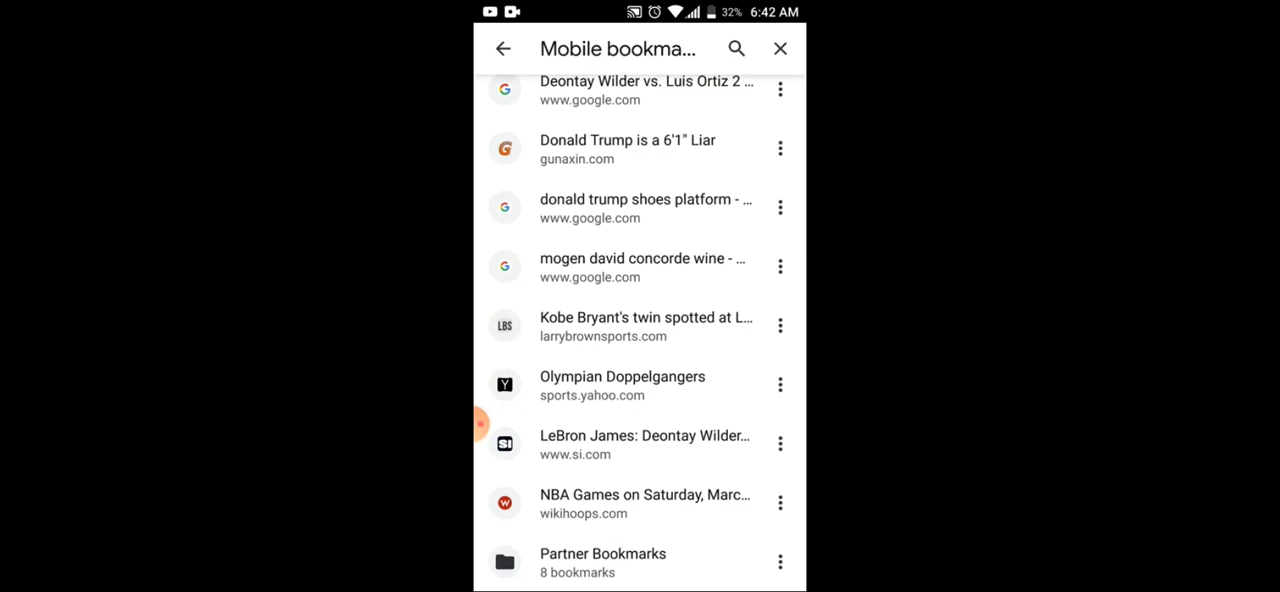 32% 6:42 AM
Mobile bookma...
Deontay Wilder vs. Luis Ortiz 2 ...
www.google.com
G
Donald Trump is a 6'1" Liar
gunaxin.com
donald trump shoes platform - ...
www.google.com
mogen david concorde wine - ...
www.google.com
LBS
Kobe Bryant's twin spotted at L...
larrybrownsports.com
Y
Olympian Doppelgangers
sports.yahoo.com
SI
LeBron James: Deontay Wilder...
www.si.com
W
NBA Games on Saturday, Marc...
wikihoops.com
Partner Bookmarks
8 bookmarks